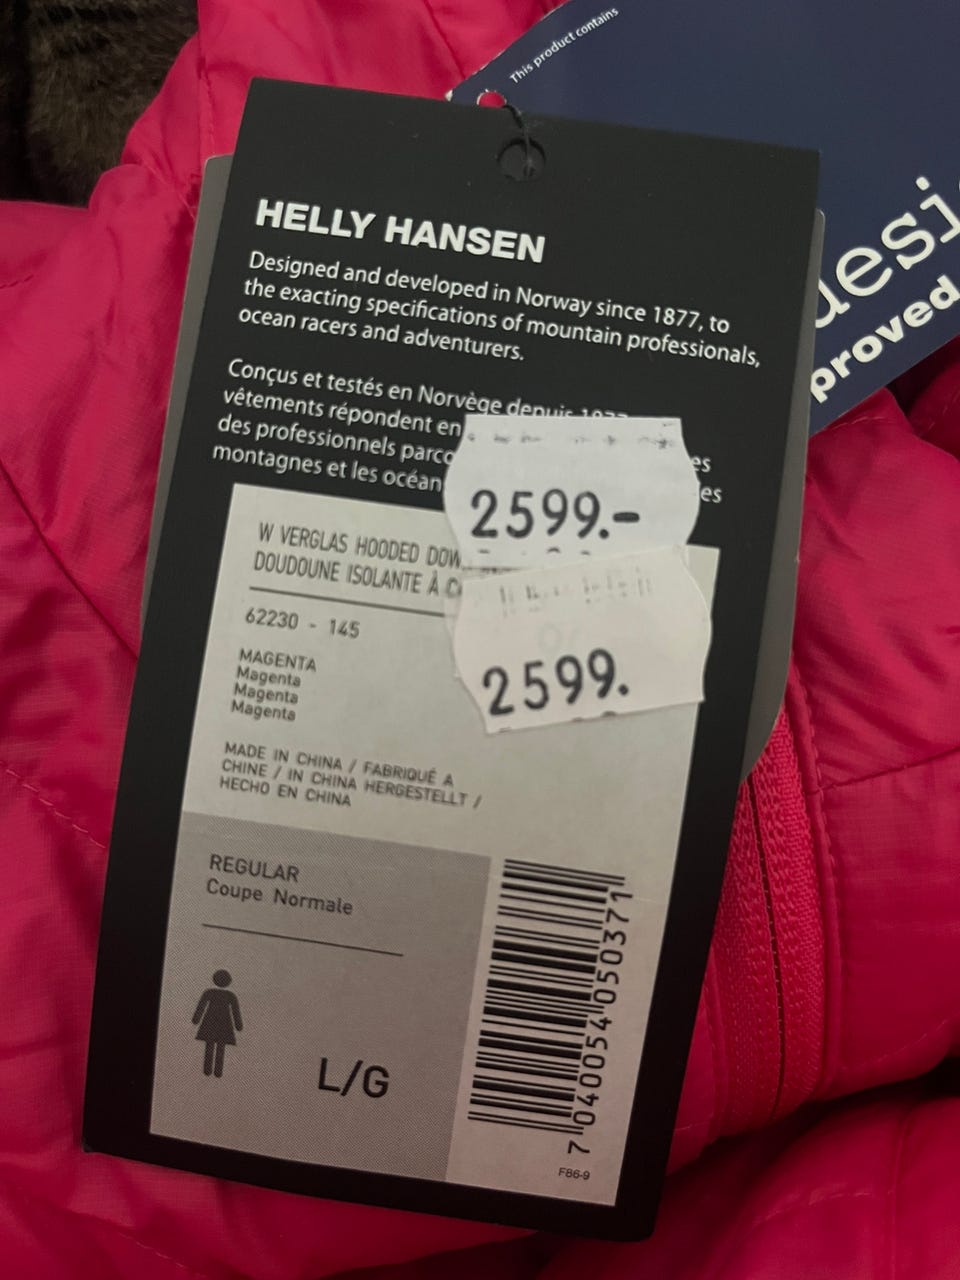 This product contains
desi
proved
HELLY HANSEN
Designed and developed in Norway since 1877, to
the exacting specifications of mountain professionals,
ocean racers and adventurers.
Conçus et testés en Norvège depuis
vêtements répondent en
des professionnels
montagnes et les
2599.-
2599.
W VERGLAS HOODED
DOUDOUNE ISOLANTE À
62230 - 145
MAGENTA
Magenta
Magenta
Magenta
MADE IN CHINA / FABRIQUÉ A
CHINE / IN CHINA HERGESTELLT /
HECHO EN CHINA
REGULAR
Coupe Normale
L/G
7 040054 050371
F86-9